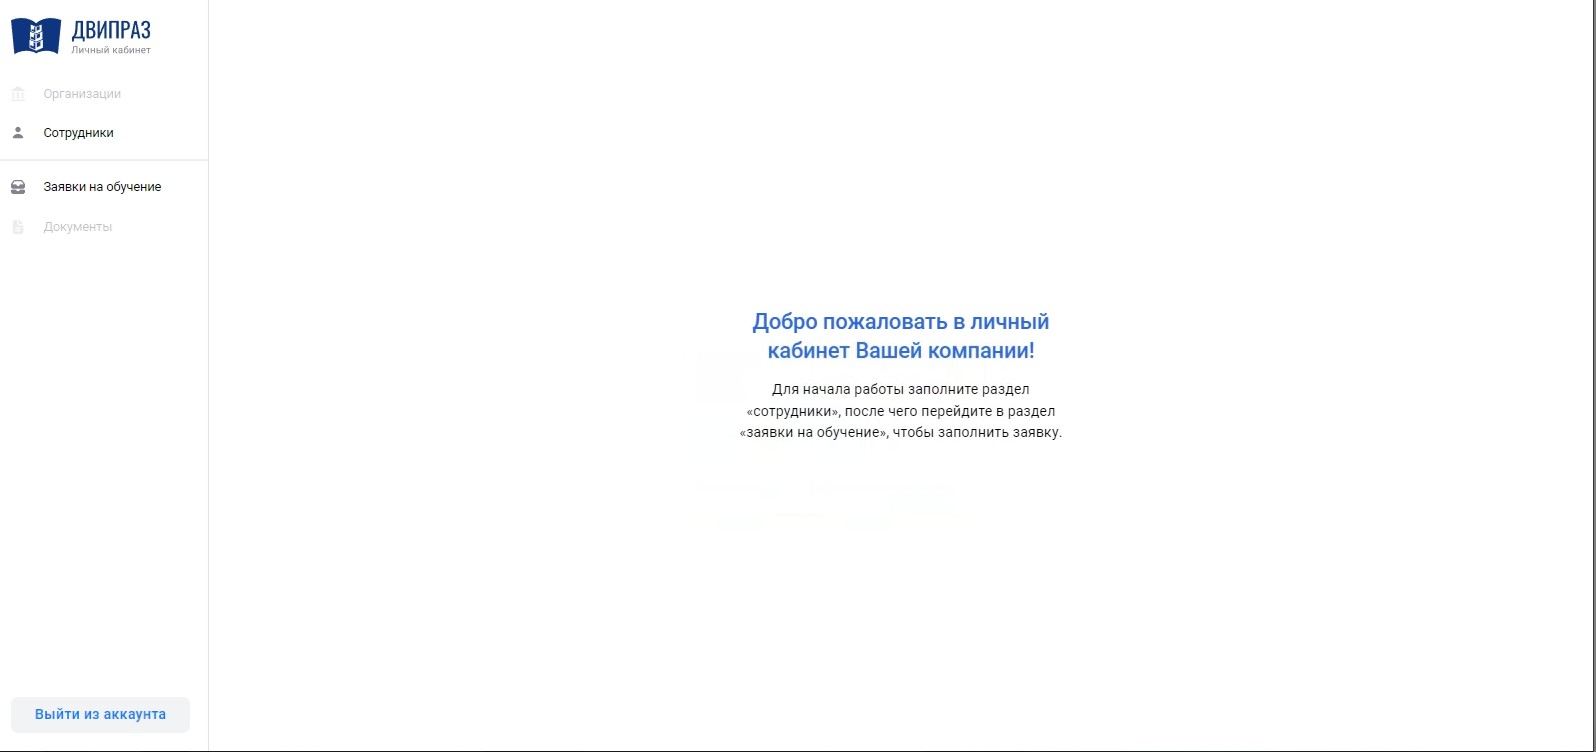 ДВИПРАЗ
Личный кабинет
Организации
Сотрудники
Заявки на обучение
Документы
Добро пожаловать в личный
кабинет Вашей компании!
Для начала работы заполните раздел
«сотрудники», после чего перейдите в раздел
«заявки на обучение», чтобы заполнить заявку.
Выйти из аккаунта